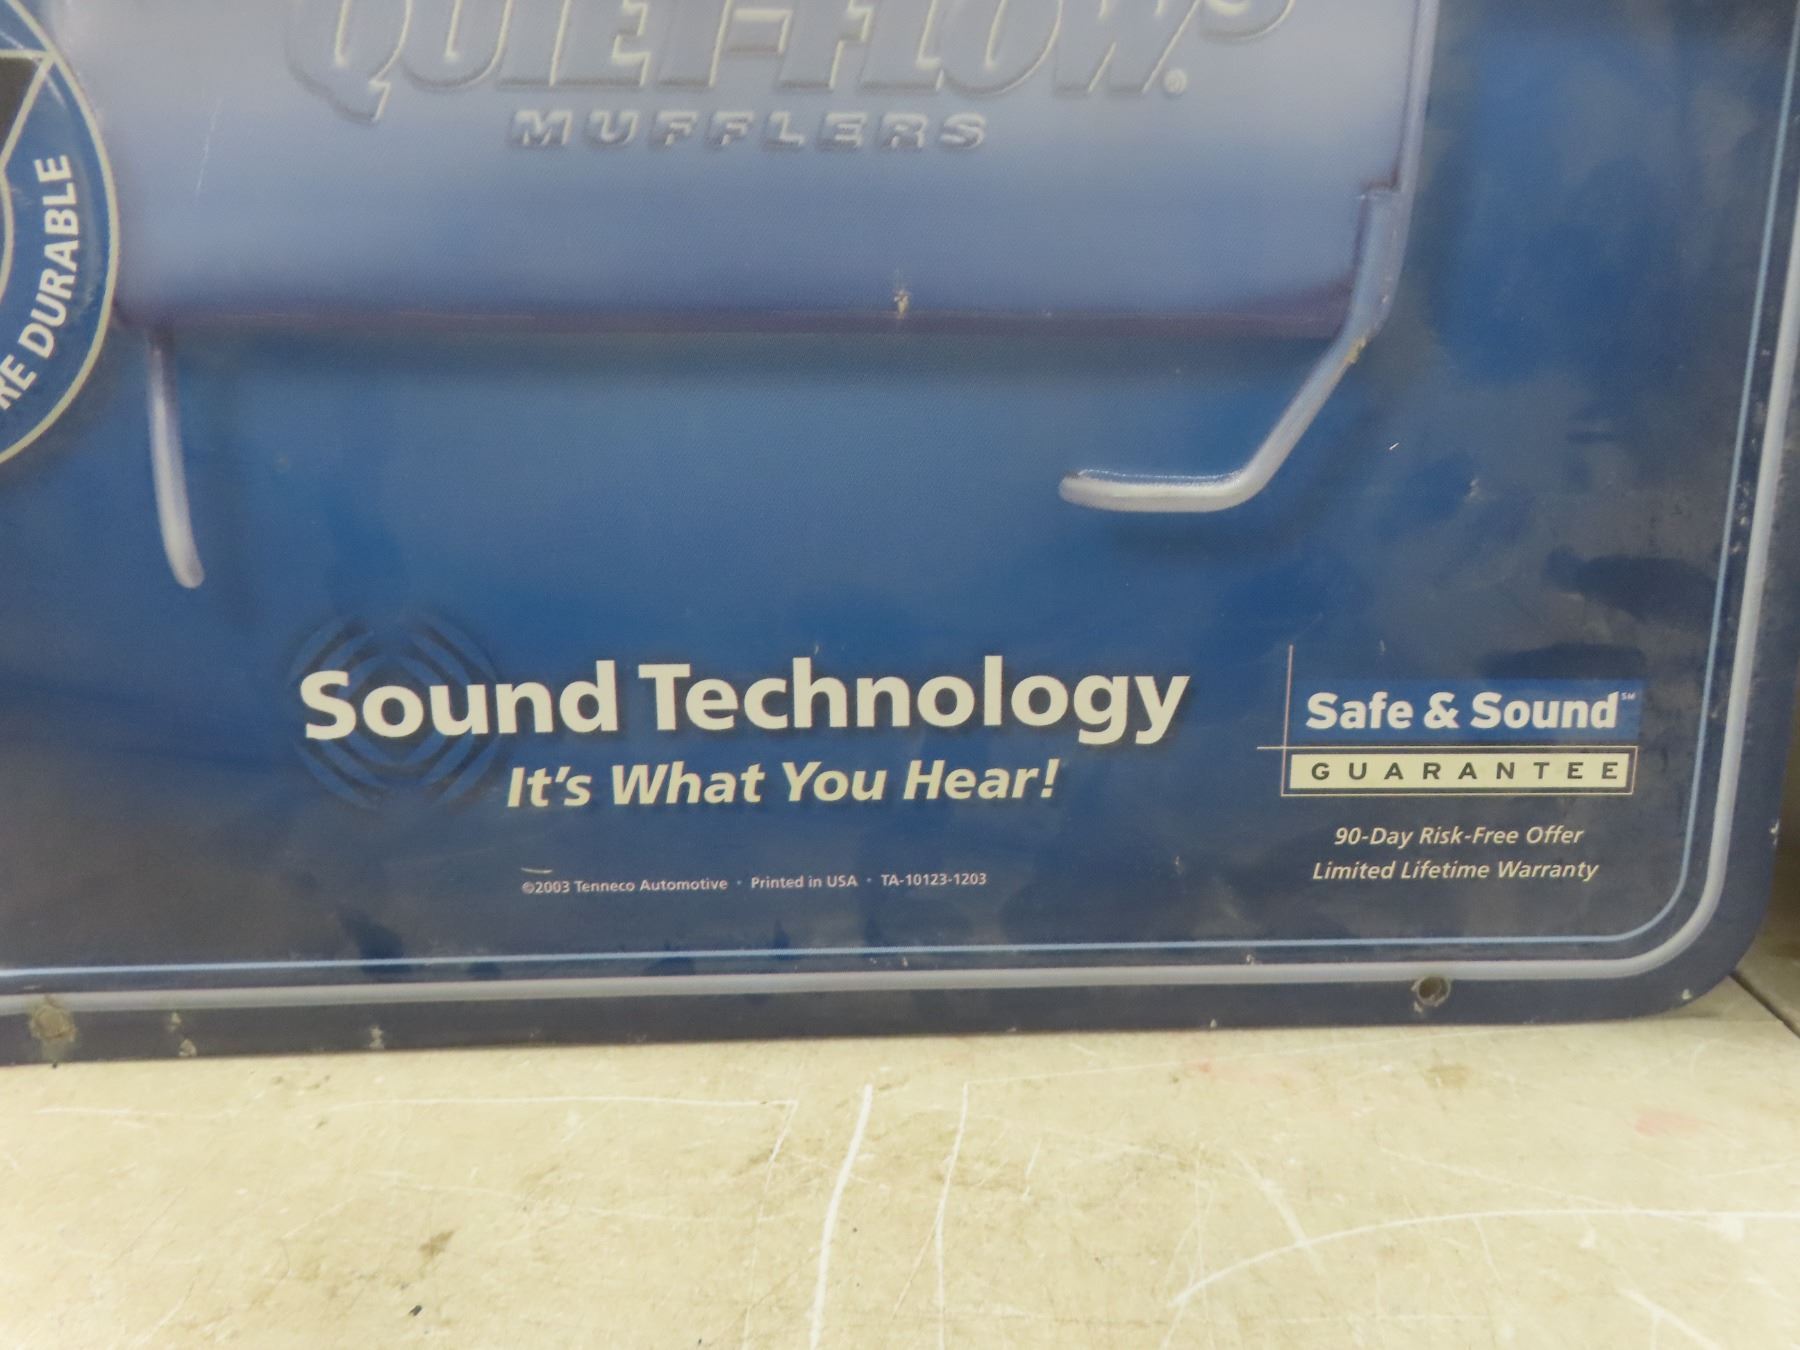 QUIET-FLOW®
MUFFLERS
RE DURABLE
Sound Technology
It's What You Hear!
Safe & Sound℠
GUARANTEE
90-Day Risk-Free Offer
Limited Lifetime Warranty
©2003 Tenneco Automotive • Printed in USA • TA-10123-1203